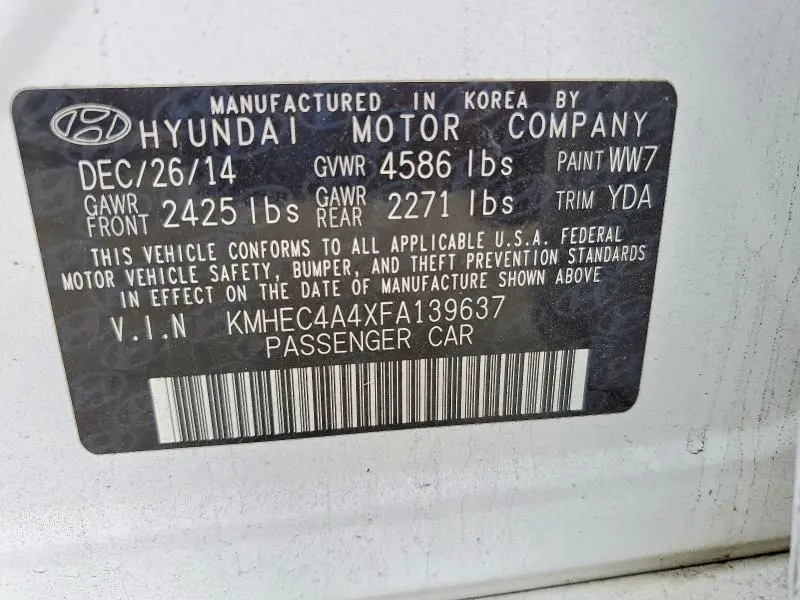 MANUFACTURED IN KOREA BY
HYUNDAI MOTOR COMPANY
DEC/26/14 GVWR 4586 lbs PAINT WW7
GAWR FRONT 2425 lbs GAWR REAR 2271 lbs TRIM YDA
THIS VEHICLE CONFORMS TO ALL APPLICABLE U.S.A. FEDERAL
MOTOR VEHICLE SAFETY, BUMPER, AND THEFT PREVENTION STANDARDS
IN EFFECT ON THE DATE OF MANUFACTURE SHOWN ABOVE
V.I.N KMHEC4A4XFA139637
PASSENGER CAR